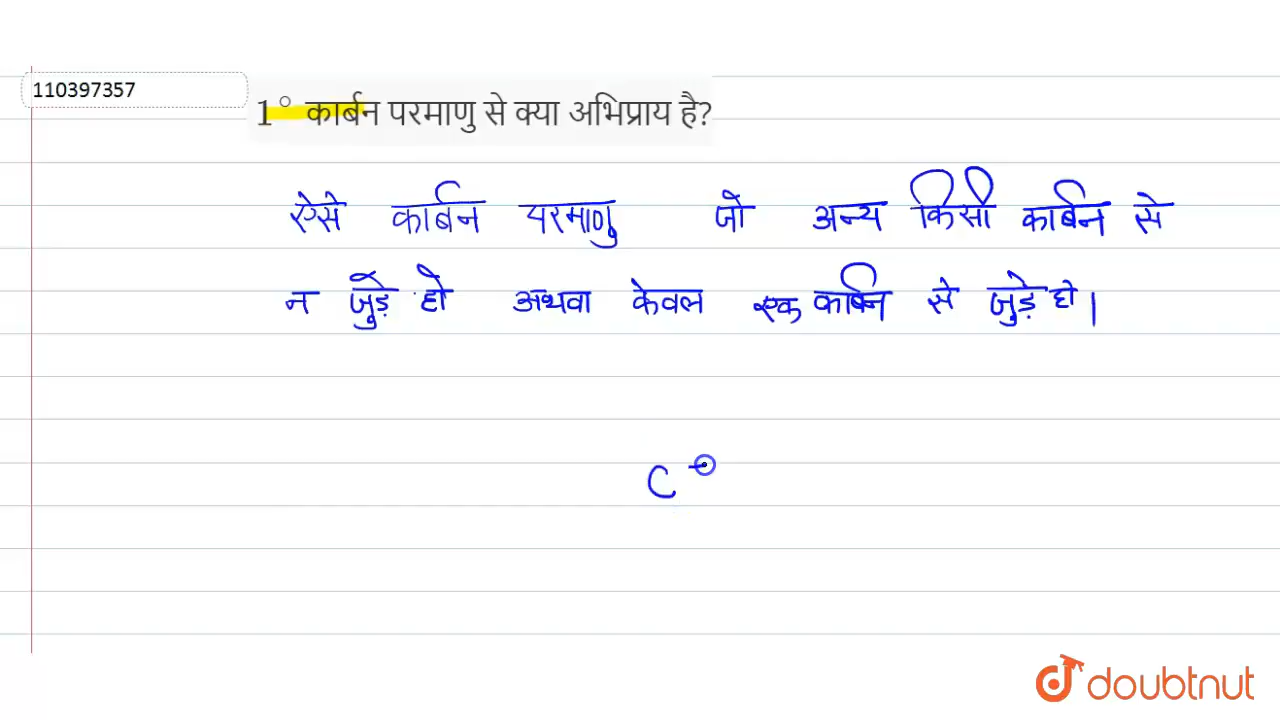 110397357
1° कार्बन परमाणु से क्या अभिप्राय है?
ऐसे कार्बन परमाणु जो अन्य किसी कार्बन से
न जुड़े हो अथवा केवल एक कार्बन से जुड़े हो।
C -
doubtnut